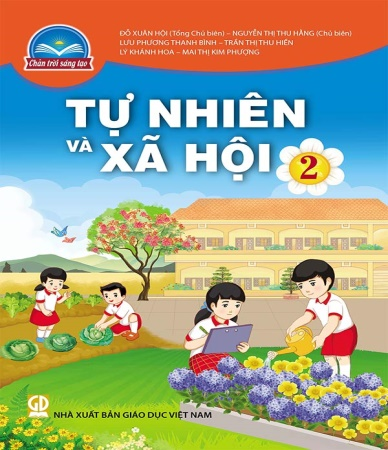 Chân trời sáng tạo
ĐỖ XUÂN HỘI (Tổng Chủ biên) – NGUYỄN THỊ THU HẰNG (Chủ biên)
LƯU PHƯƠNG THANH BÌNH – TRẦN THỊ THU HIỀN
LÝ KHÁNH HOA – MAI THỊ KIM PHƯỢNG
TỰ NHIÊN
VÀ XÃ HỘI 2
GD
NHÀ XUẤT BẢN GIÁO DỤC VIỆT NAM